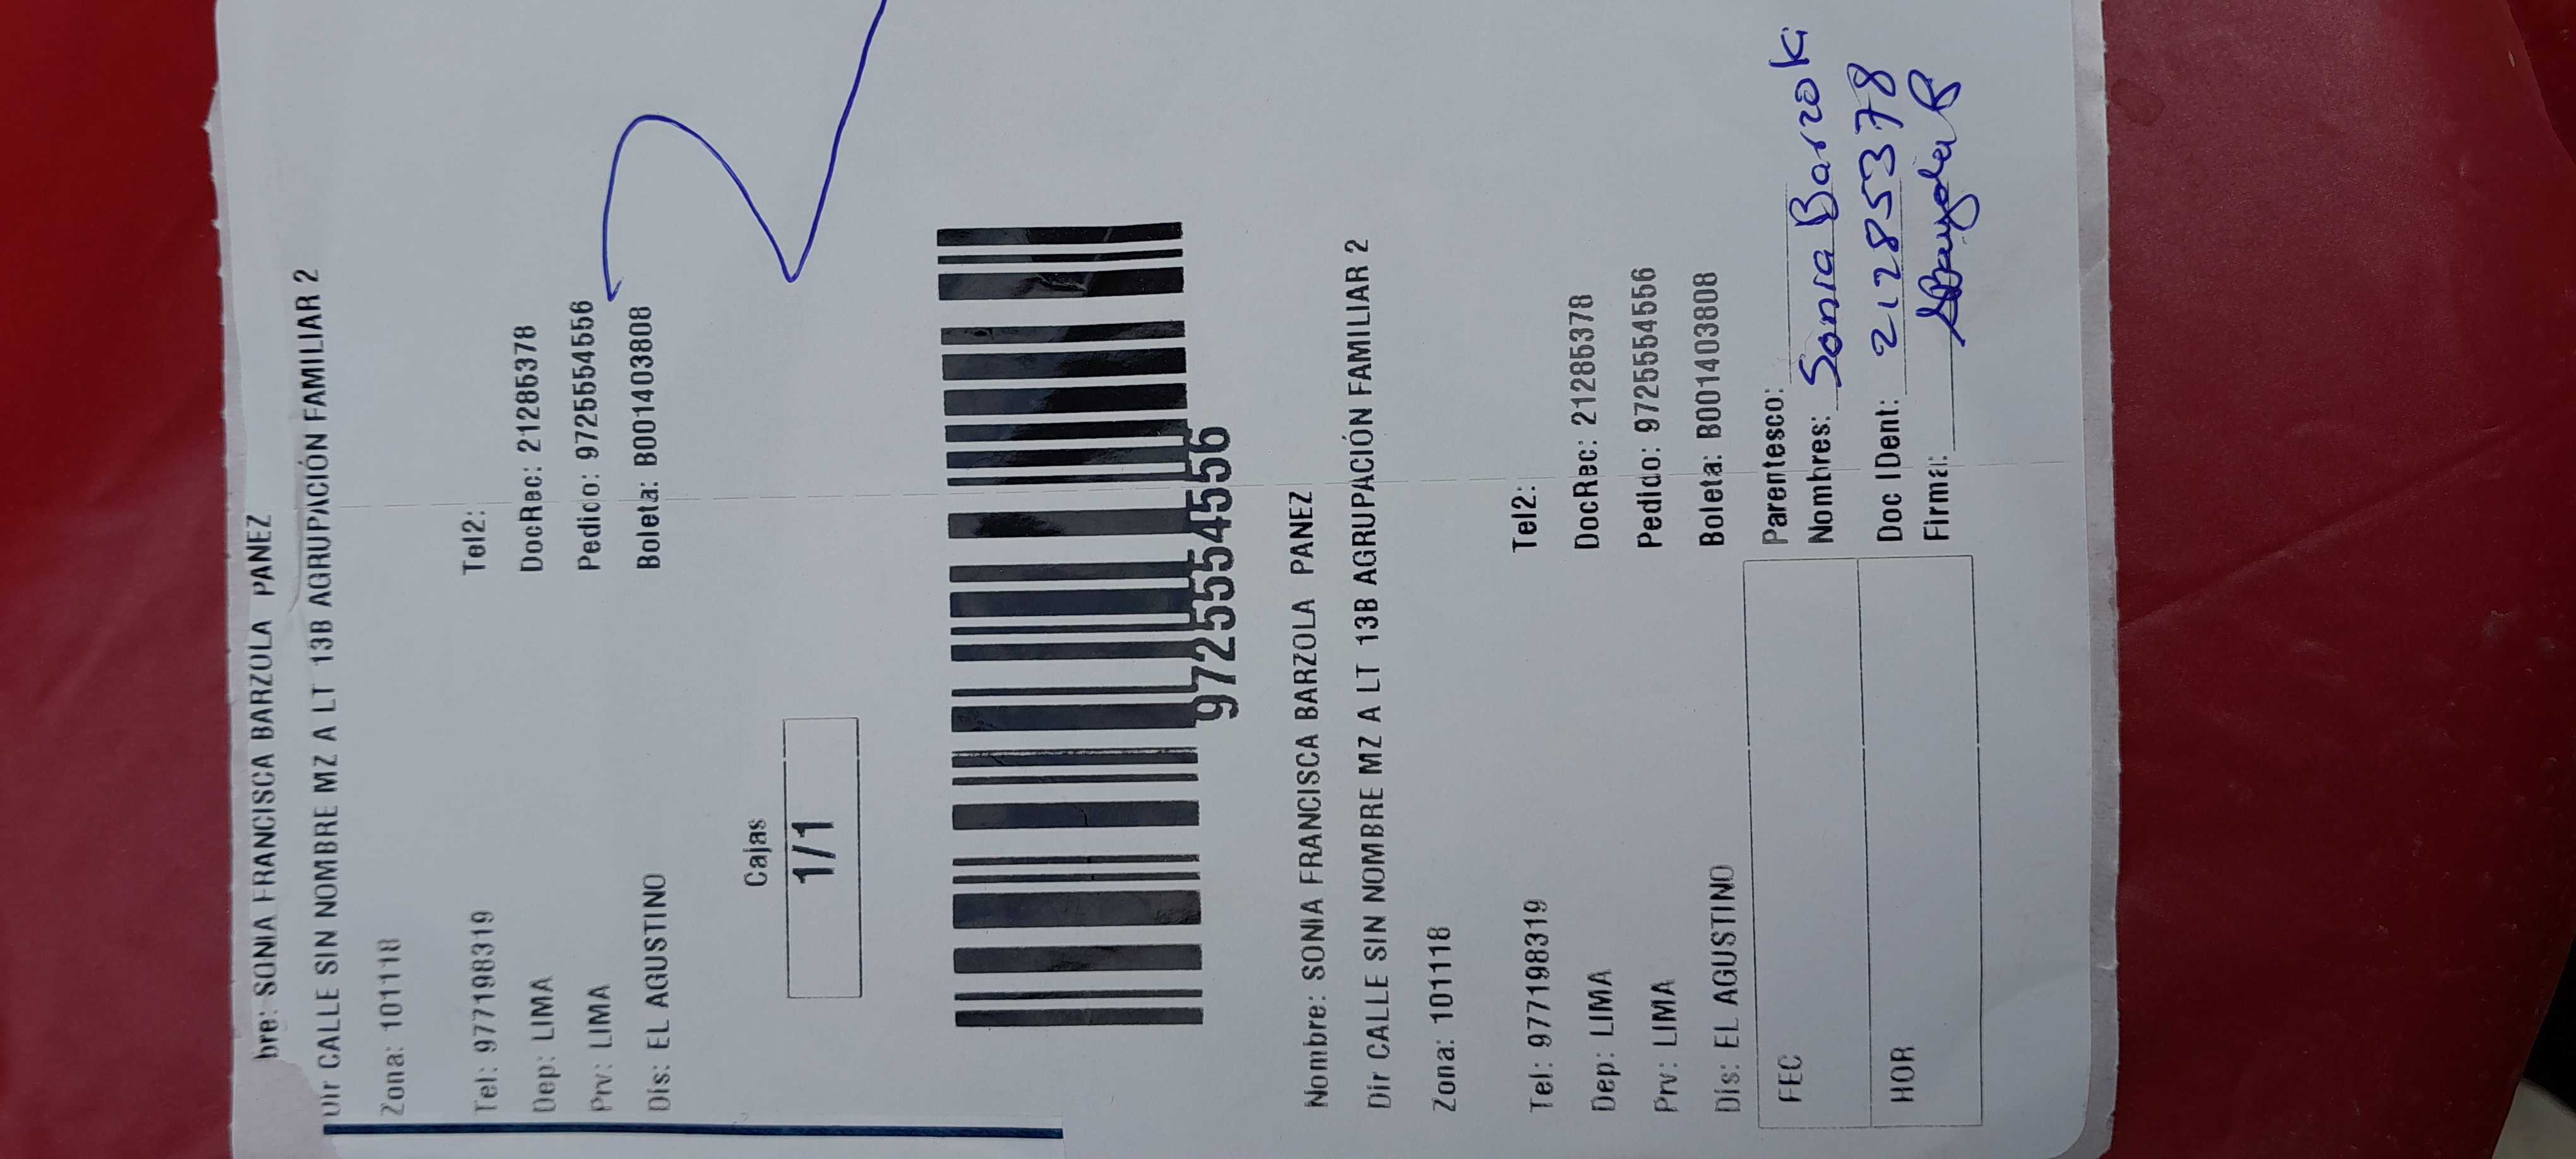 bre: SONIA FRANCISCA BARZOLA PANEZ
Dir CALLE SIN NOMBRE MZ A LT 13B AGRUPACIÓN FAMILIAR 2
Zona: 101118
Tel: 977198319 Tel2:
Dep: LIMA DocRec: 21285378
Prv: LIMA Pedido: 9725554556
Dis: EL AGUSTINO Boleta: B001403808
Cajas
1/1
9725554556
Nombre: SONIA FRANCISCA BARZOLA PANEZ
Dir CALLE SIN NOMBRE MZ A LT 13B AGRUPACIÓN FAMILIAR 2
Zona: 101118
Tel: 977198319 Tel2:
Dep: LIMA DocRec: 21285378
Prv: LIMA Pedido: 9725554556
Dis: EL AGUSTINO Boleta: B001403808
FEC Parentesco:
Nombres: Sonia Barzola
HOR Doc IDent: 21285378
Firma: